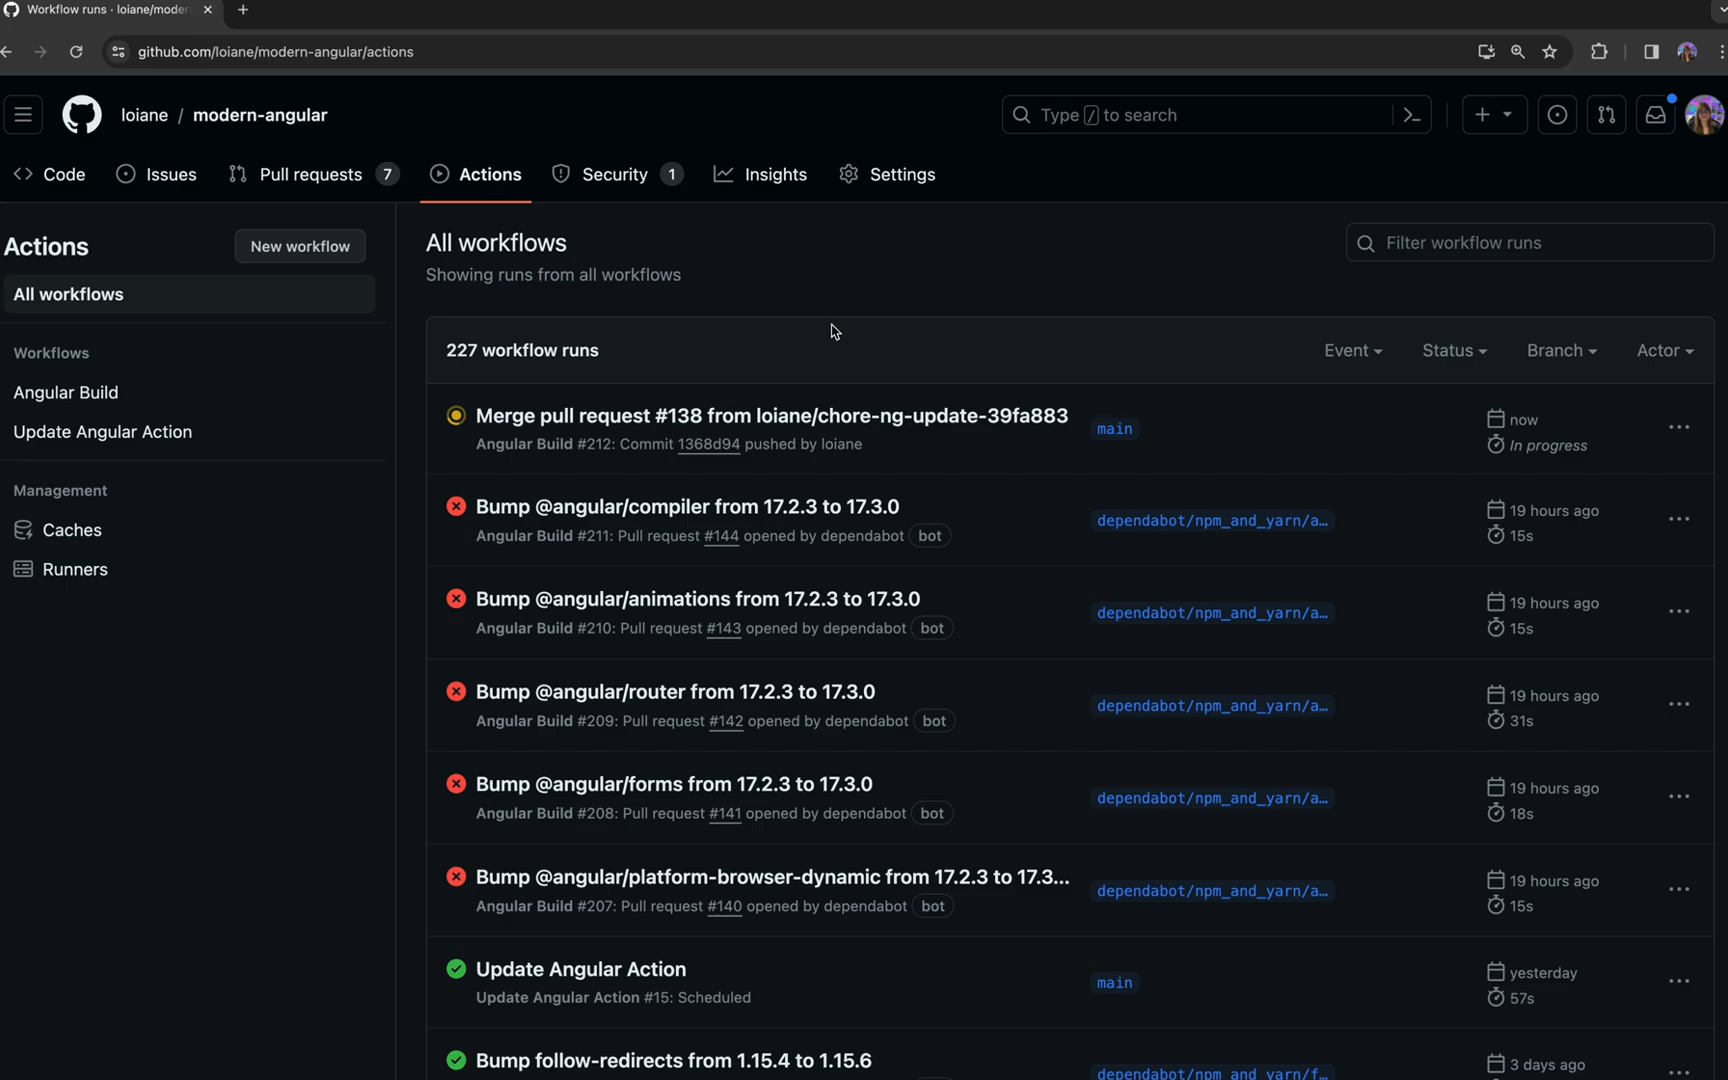 Workflow runs · loiane/moder
github.com/loiane/modern-angular/actions
loiane / modern-angular
Type / to search
Code
Issues
Pull requests 7
Actions
Security 1
Insights
Settings
Actions
New workflow
All workflows
Workflows
Angular Build
Update Angular Action
Management
Caches
Runners
All workflows
Showing runs from all workflows
Filter workflow runs
227 workflow runs
Event
Status
Branch
Actor
Merge pull request #138 from loiane/chore-ng-update-39fa883
Angular Build #212: Commit 1368d94 pushed by loiane
main
now
In progress
Bump @angular/compiler from 17.2.3 to 17.3.0
Angular Build #211: Pull request #144 opened by dependabot bot
dependabot/npm_and_yarn/a…
19 hours ago
15s
Bump @angular/animations from 17.2.3 to 17.3.0
Angular Build #210: Pull request #143 opened by dependabot bot
dependabot/npm_and_yarn/a…
19 hours ago
15s
Bump @angular/router from 17.2.3 to 17.3.0
Angular Build #209: Pull request #142 opened by dependabot bot
dependabot/npm_and_yarn/a…
19 hours ago
31s
Bump @angular/forms from 17.2.3 to 17.3.0
Angular Build #208: Pull request #141 opened by dependabot bot
dependabot/npm_and_yarn/a…
19 hours ago
18s
Bump @angular/platform-browser-dynamic from 17.2.3 to 17.3...
Angular Build #207: Pull request #140 opened by dependabot bot
dependabot/npm_and_yarn/a…
19 hours ago
15s
Update Angular Action
Update Angular Action #15: Scheduled
main
yesterday
57s
Bump follow-redirects from 1.15.4 to 1.15.6
dependabot/npm_and_yarn/f…
3 days ago